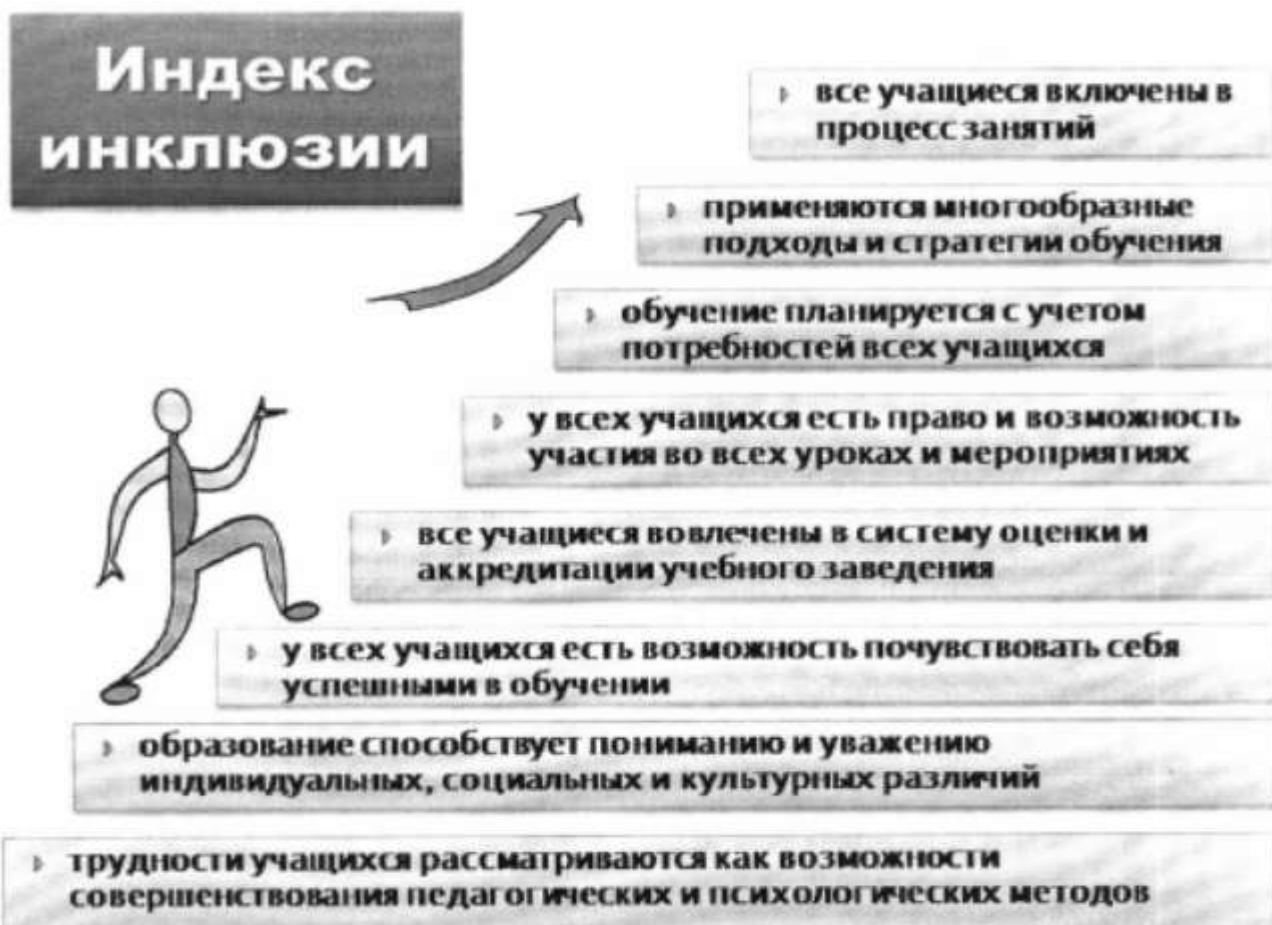 Индекс
инклюзии
все учащиеся включены в
процесс занятий
применяются многообразные
подходы и стратегии обучения
обучение планируется с учетом
потребностей всех учащихся
у всех учащихся есть право и возможность
участия во всех уроках и мероприятиях
все учащиеся вовлечены в систему оценки и
аккредитации учебного заведения
у всех учащихся есть возможность почувствовать себя
успешными в обучении
образование способствует пониманию и уважению
индивидуальных, социальных и культурных различий
трудности учащихся рассматриваются как возможности
совершенствования педагогических и психологических методов